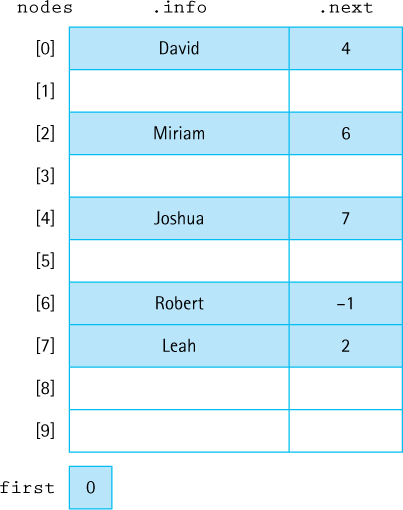 nodes .info .next
[0] David 4
[1]
[2] Miriam 6
[3]
[4] Joshua 7
[5]
[6] Robert –1
[7] Leah 2
[8]
[9]
first 0